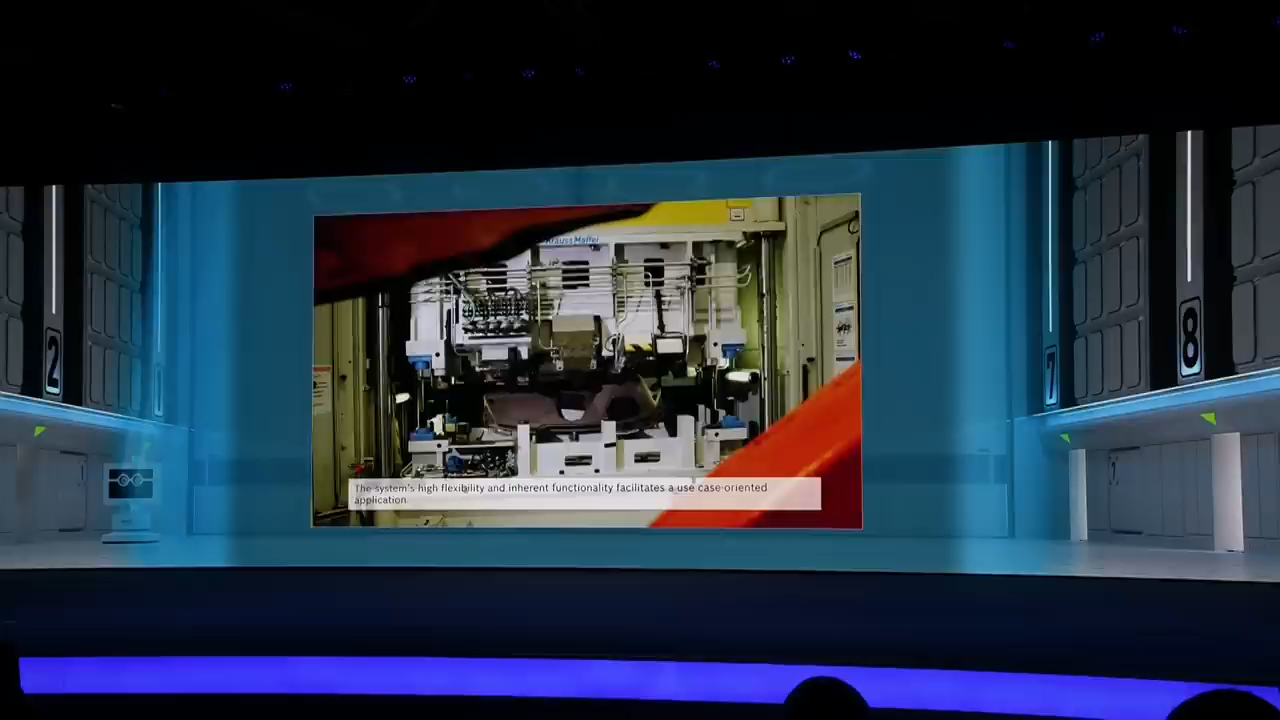 KraussMaffei
2
7
8
The system's high flexibility and inherent functionality facilitates a use case-oriented
application.